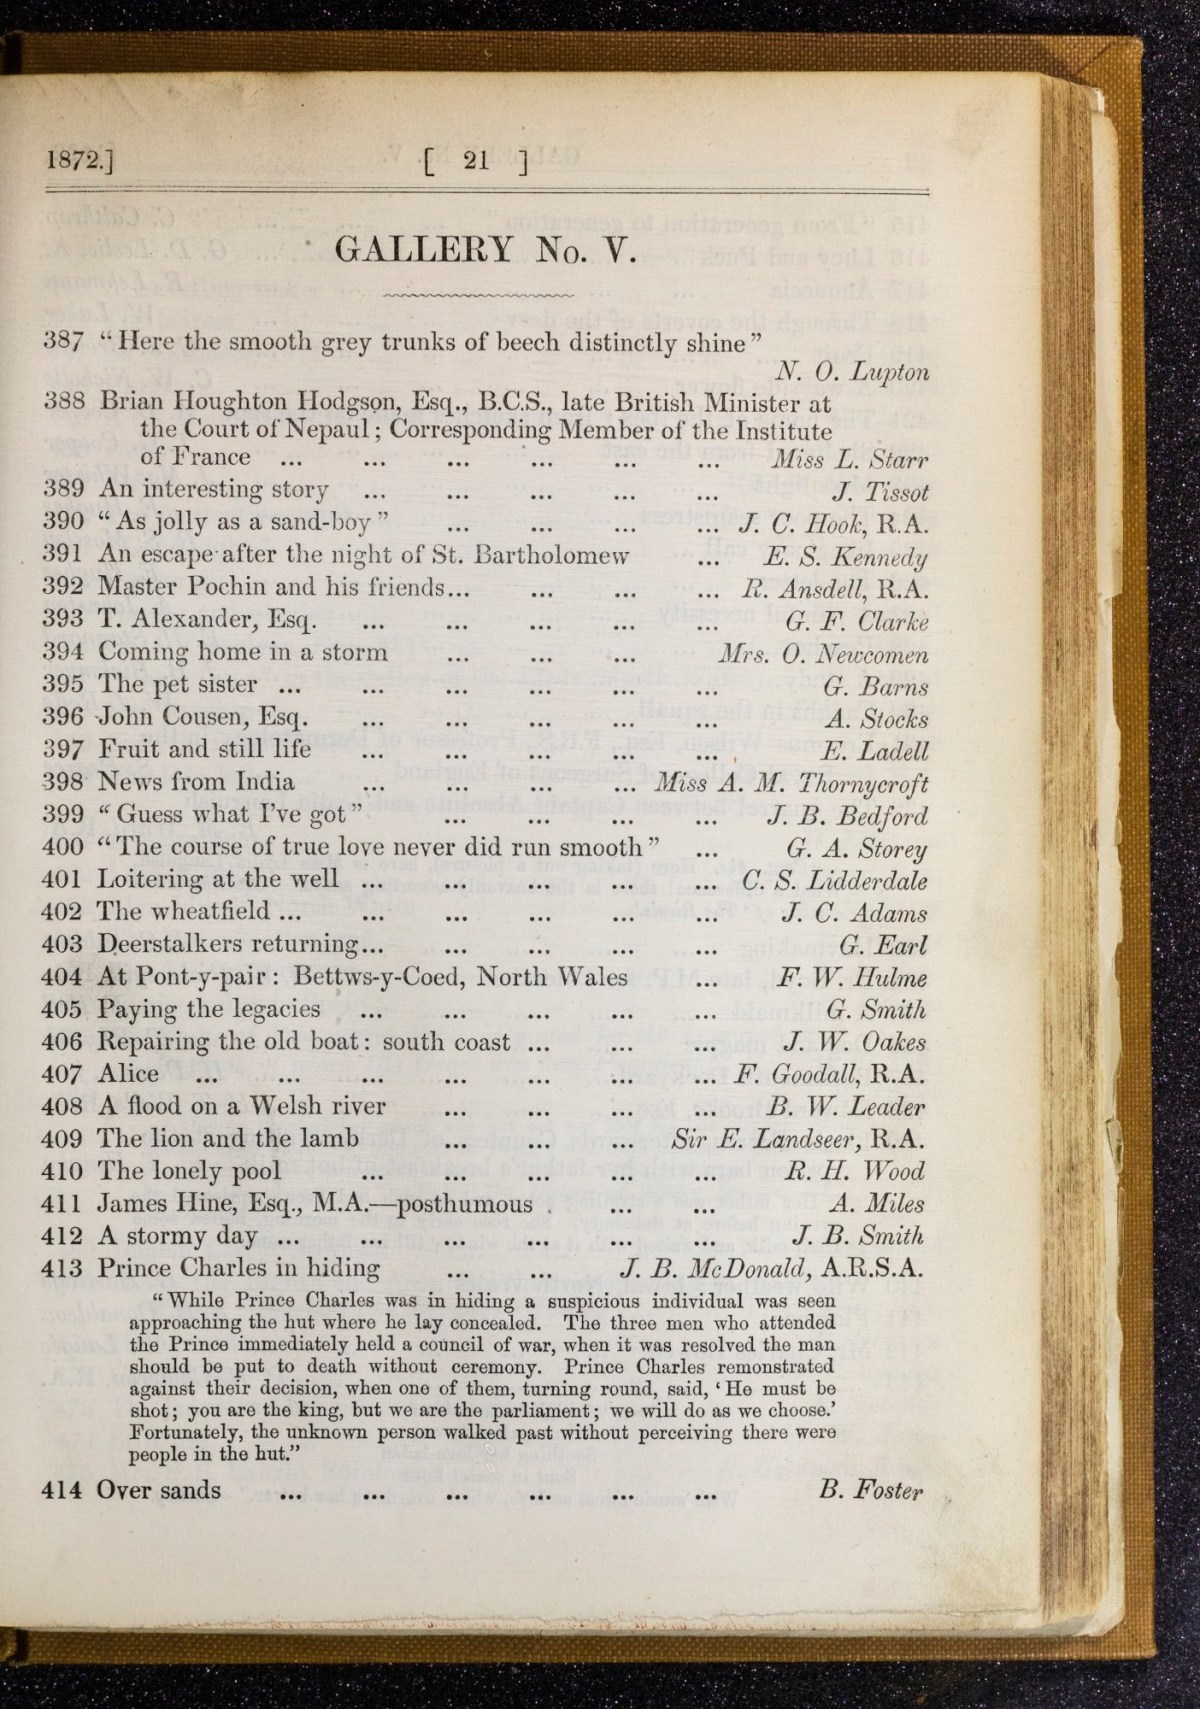 1872.] [ 21 ]
GALLERY No. V.
387 “Here the smooth grey trunks of beech distinctly shine”
N. O. Lupton
388 Brian Houghton Hodgson, Esq., B.C.S., late British Minister at
the Court of Nepaul; Corresponding Member of the Institute
of France ... ... ... ... ... ... Miss L. Starr
389 An interesting story ... ... ... ... ... J. Tissot
390 “As jolly as a sand-boy” ... ... ... ... J. C. Hook, R.A.
391 An escape after the night of St. Bartholomew ... E. S. Kennedy
392 Master Pochin and his friends... ... ... ... R. Ansdell, R.A.
393 T. Alexander, Esq. ... ... ... ... ... G. F. Clarke
394 Coming home in a storm ... ... ... Mrs. O. Newcomen
395 The pet sister ... ... ... ... ... ... G. Barns
396 John Cousen, Esq. ... ... ... ... ... A. Stocks
397 Fruit and still life ... ... ... ... ... E. Ladell
398 News from India ... ... ... ... Miss A. M. Thornycroft
399 “Guess what I’ve got” ... ... ... ... J. B. Bedford
400 “The course of true love never did run smooth” ... G. A. Storey
401 Loitering at the well ... ... ... ... ... C. S. Lidderdale
402 The wheatfield ... ... ... ... ... ... J. C. Adams
403 Deerstalkers returning... ... ... ... ... G. Earl
404 At Pont-y-pair: Bettws-y-Coed, North Wales ... F. W. Hulme
405 Paying the legacies ... ... ... ... ... G. Smith
406 Repairing the old boat: south coast ... ... ... J. W. Oakes
407 Alice ... ... ... ... ... ... ... F. Goodall, R.A.
408 A flood on a Welsh river ... ... ... ... B. W. Leader
409 The lion and the lamb ... ... ... Sir E. Landseer, R.A.
410 The lonely pool ... ... ... ... ... R. H. Wood
411 James Hine, Esq., M.A.—posthumous . ... ... A. Miles
412 A stormy day ... ... ... ... ... ... J. B. Smith
413 Prince Charles in hiding ... ... J. B. McDonald, A.R.S.A.
“While Prince Charles was in hiding a suspicious individual was seen
approaching the hut where he lay concealed. The three men who attended
the Prince immediately held a council of war, when it was resolved the man
should be put to death without ceremony. Prince Charles remonstrated
against their decision, when one of them, turning round, said, ‘He must be
shot; you are the king, but we are the parliament; we will do as we choose.’
Fortunately, the unknown person walked past without perceiving there were
people in the hut.”
414 Over sands ... ... ... ... ... ... B. Foster